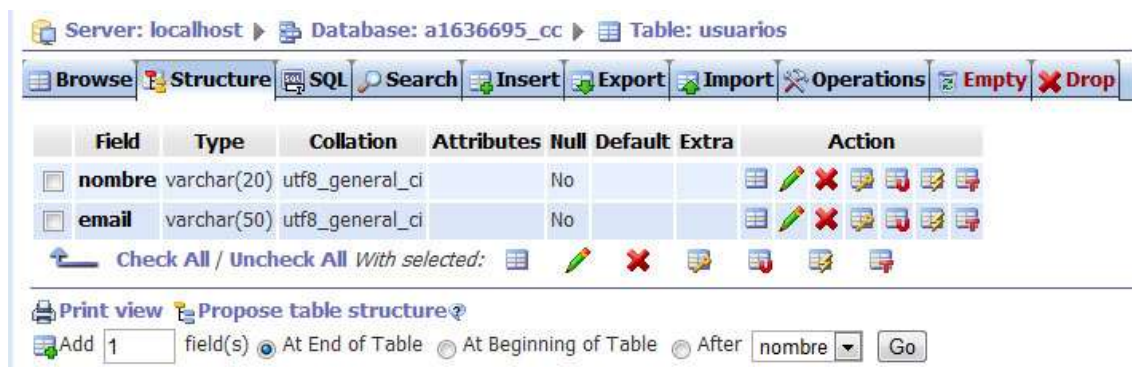 Server: localhost Database: a1636695_cc Table: usuarios
Browse Structure SQL Search Insert Export Import Operations Empty Drop
Field Type Collation Attributes Null Default Extra Action
nombre varchar(20) utf8_general_ci No
email varchar(50) utf8_general_ci No
Check All / Uncheck All With selected:
Print view Propose table structure
Add 1 field(s) At End of Table At Beginning of Table After nombre Go